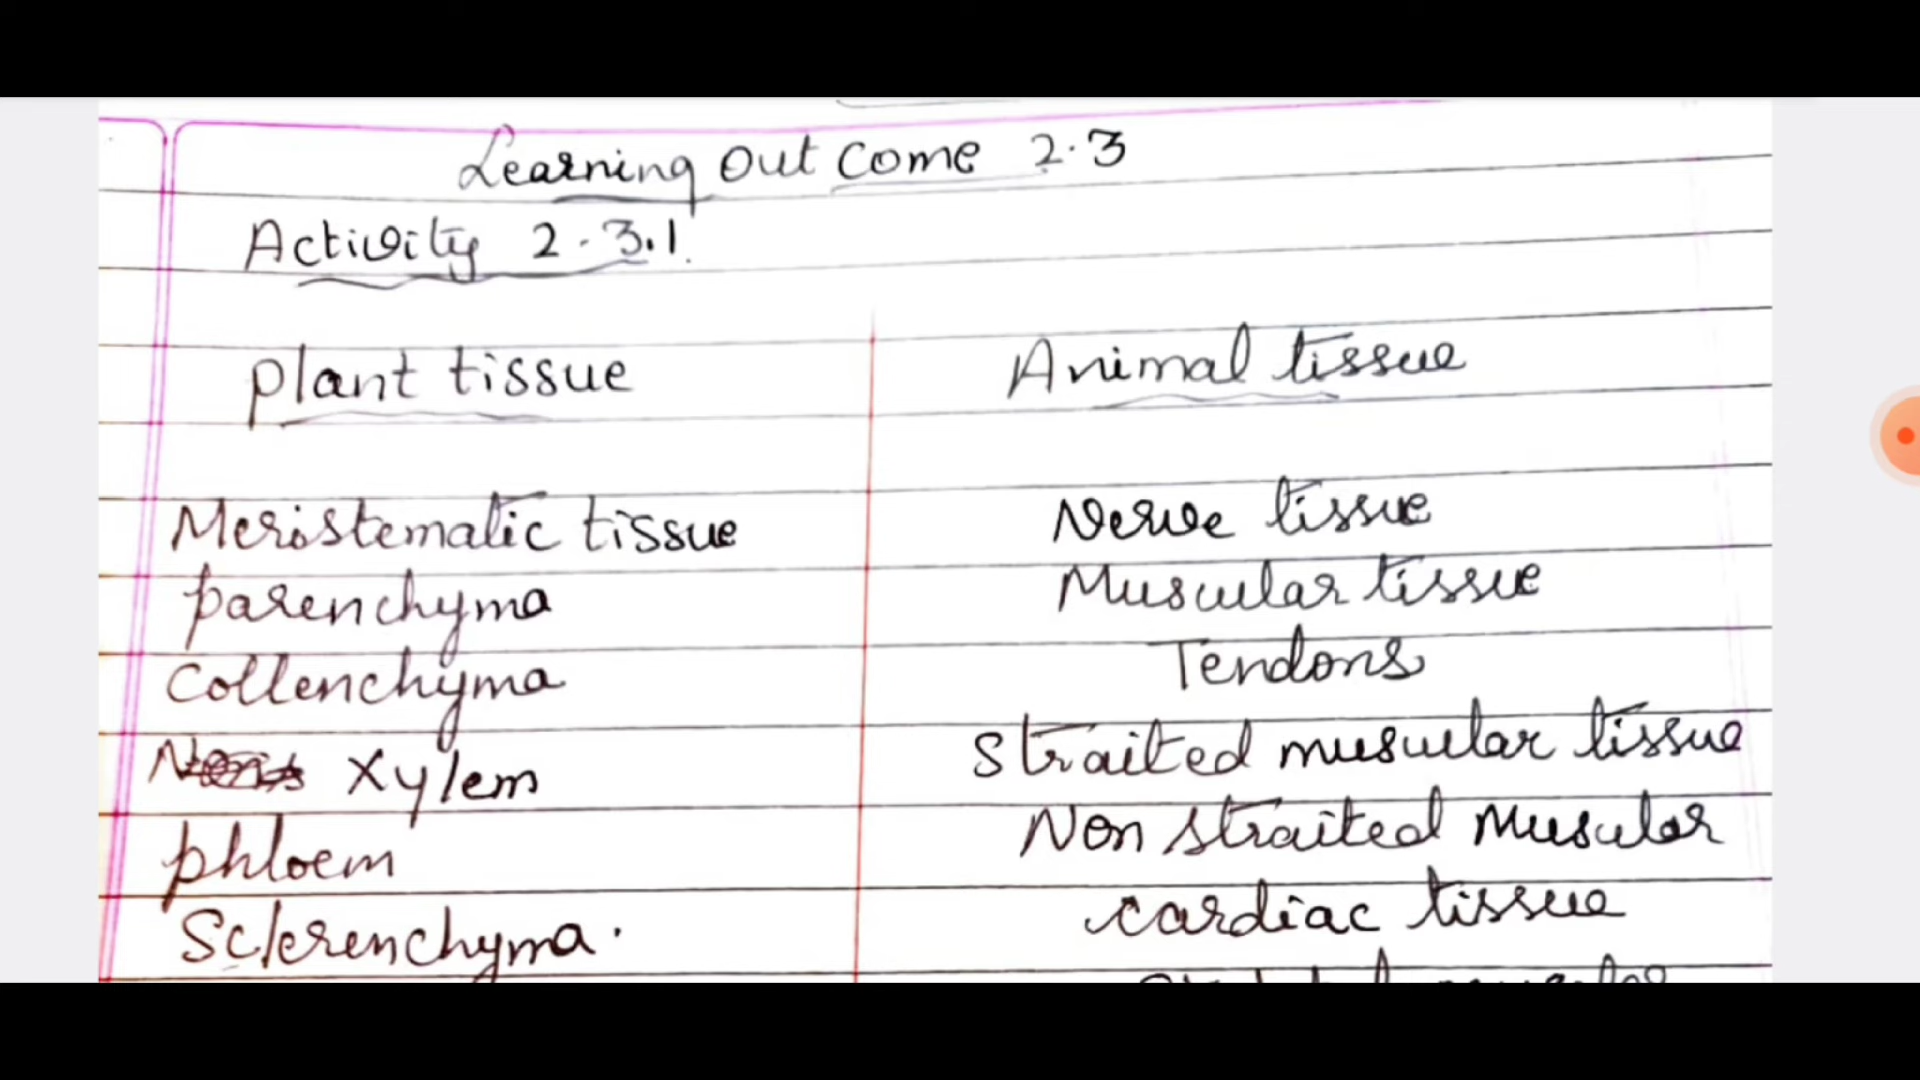 Learning Out Come 2.3
Activity 2.3.1.
plant tissue
Animal tissue
Meristematic tissue
Nerve tissue
parenchyma
Muscular tissue
Collenchyma
Tendons
Xylem
Straited muscular tissue
phloem
Non straited Muscular
Sclerenchyma.
cardiac tissue